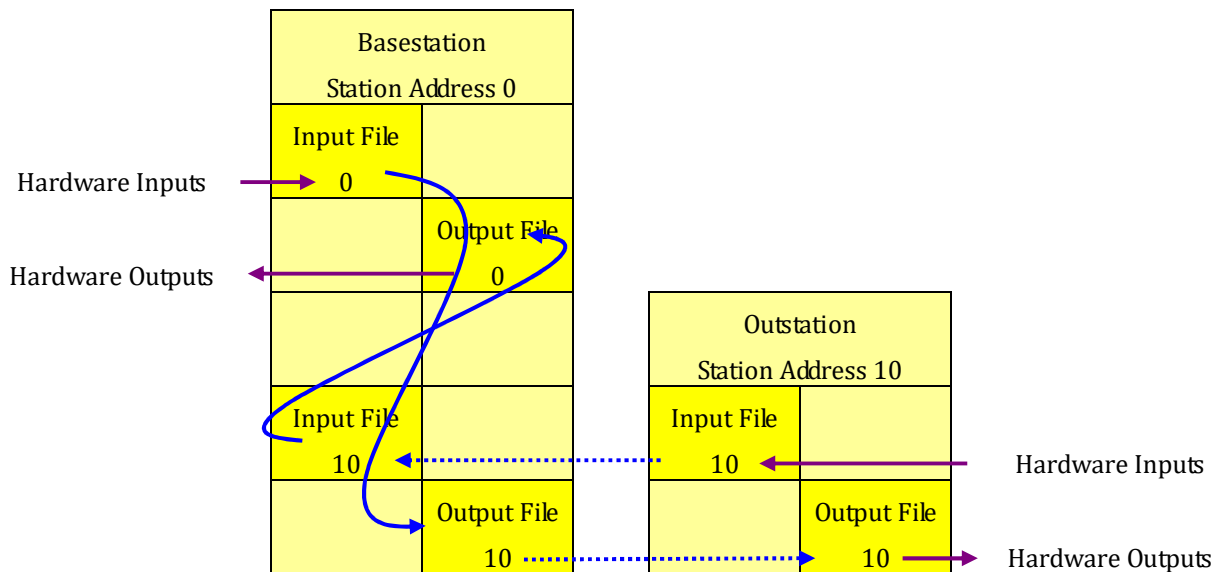 Basestation
Station Address 0
Input File
0
Hardware Inputs
Output File
0
Hardware Outputs
Outstation
Station Address 10
Input File
10
Input File
10
Hardware Inputs
Output File
10
Output File
10
Hardware Outputs